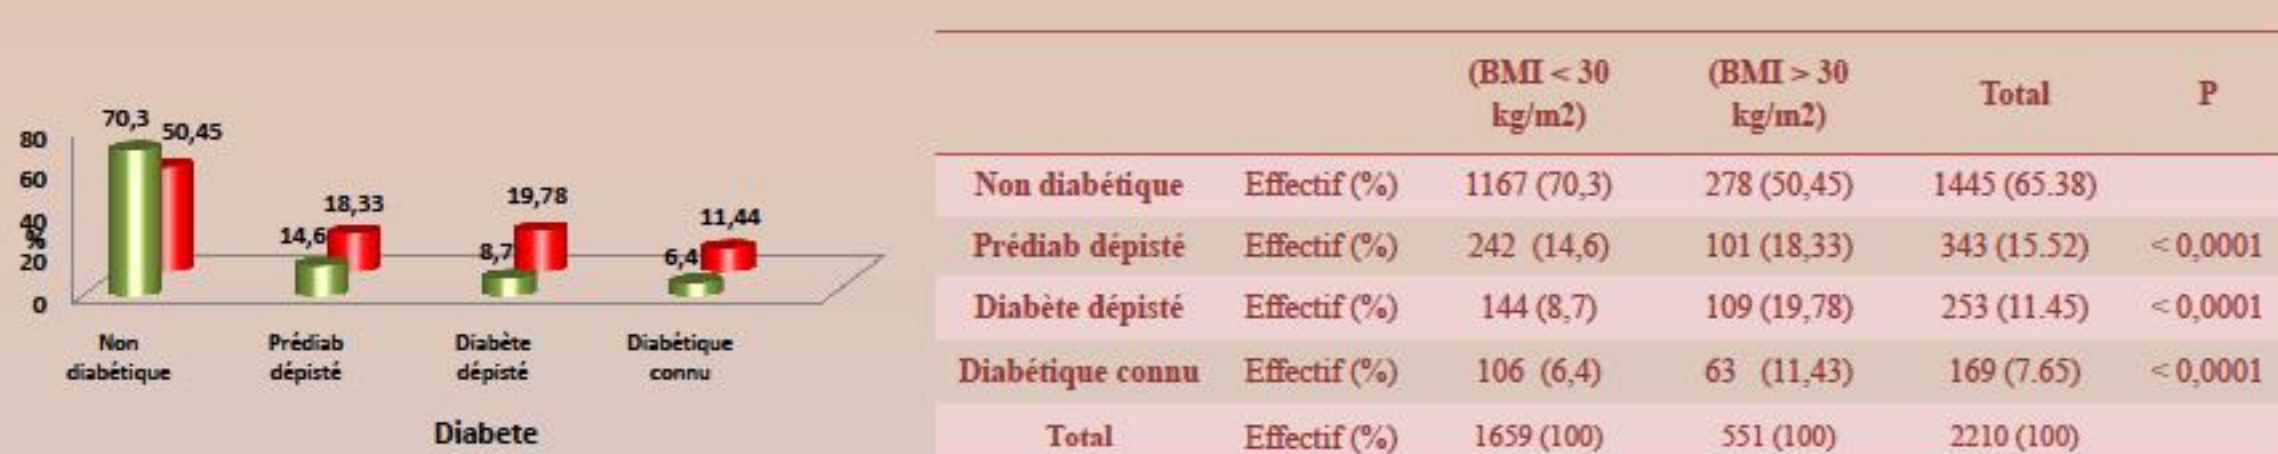 70,3
50,45
80
60
40
%
20
0
14,6
18,33
8,7
19,78
6,4
11,44
Non
diabétique
Prédiab
dépisté
Diabète
dépisté
Diabétique
connu
Diabete
(BMI < 30
kg/m2)
(BMI > 30
kg/m2)
Total
P
Non diabétique Effectif (%) 1167 (70,3) 278 (50,45) 1445 (65.38)
Prédiab dépisté Effectif (%) 242 (14,6) 101 (18,33) 343 (15.52) < 0,0001
Diabète dépisté Effectif (%) 144 (8,7) 109 (19,78) 253 (11.45) < 0,0001
Diabétique connu Effectif (%) 106 (6,4) 63 (11,43) 169 (7.65) < 0,0001
Total Effectif (%) 1659 (100) 551 (100) 2210 (100)